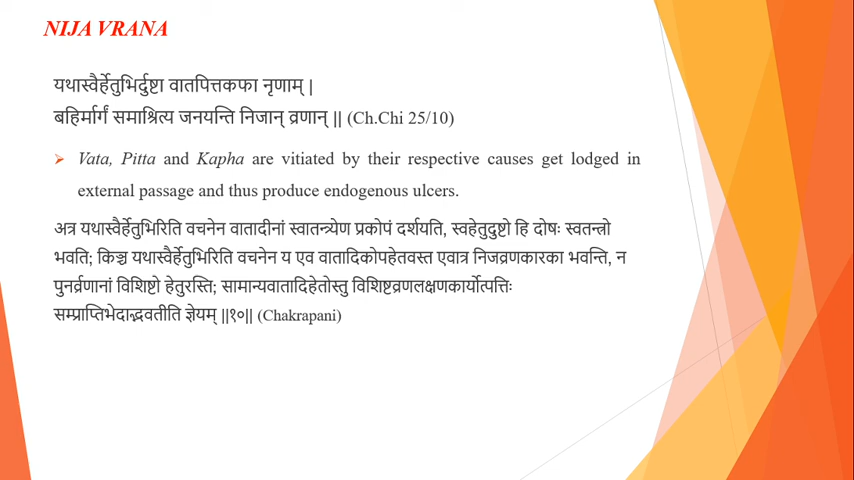 NIJA VRANA
यथास्वैर्हेतुभिर्दुष्टा वातपित्तकफा नृणाम् |
बहिर्मार्गं समाश्रित्य जनयन्ति निजान् व्रणान् || (Ch.Chi 25/10)
Vata, Pitta and Kapha are vitiated by their respective causes get lodged in
external passage and thus produce endogenous ulcers.
अत्र यथास्वैर्हेतुभिरिति वचनेन वातादीनां स्वातन्त्र्येण प्रकोपं दर्शयति, स्वहेतुदुष्टो हि दोषः स्वतन्त्रो
भवति; किञ्च यथास्वैर्हेतुभिरिति वचनेन य एव वातादिकोपहेतवस्त एवात्र निजव्रणकारका भवन्ति, न
पुनर्व्रणानां विशिष्टो हेतुरस्ति; सामान्यवातादिहेतोस्तु विशिष्टव्रणलक्षणकार्योत्पत्तिः
सम्प्राप्तिभेदाद्भवतीति ज्ञेयम् ||१०|| (Chakrapani)